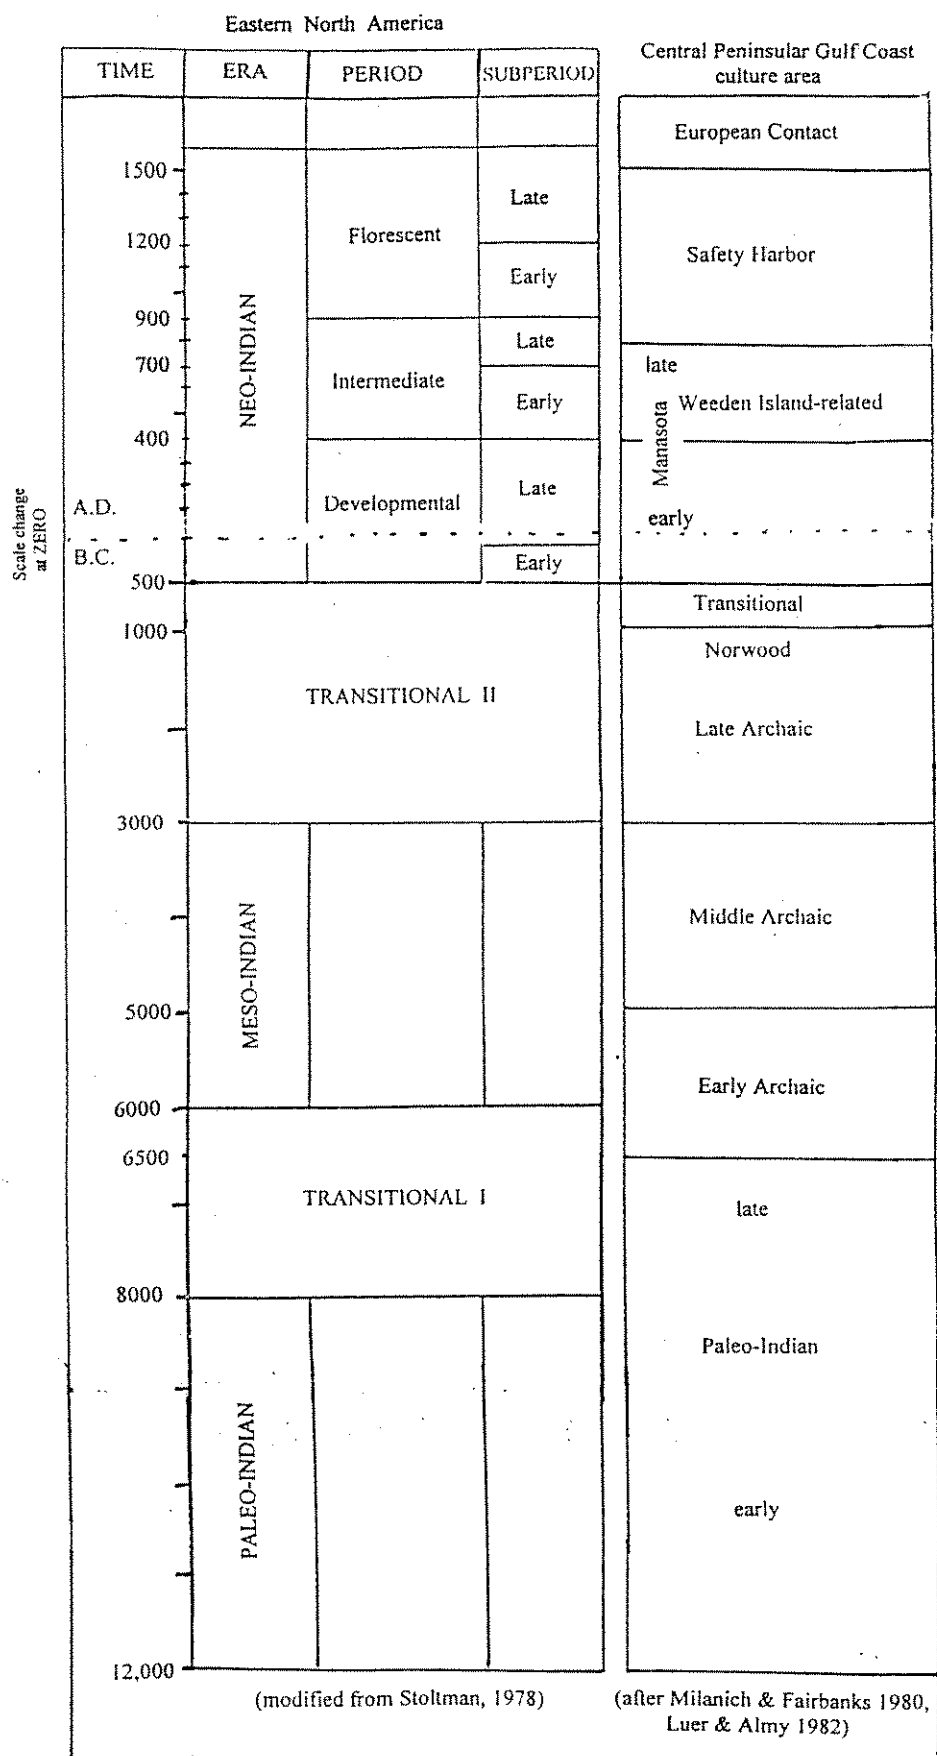 Eastern North America
Central Peninsular Gulf Coast
culture area
TIME ERA PERIOD SUBPERIOD
European Contact
1500
Late
1200
Florescent
Safety Harbor
Early
900
Late
700
late
NEO-INDIAN
Intermediate
Early
Weeden Island-related
Manasota
400
Scale change
at ZERO
A.D.
Developmental
Late
early
B.C.
Early
500
Transitional
1000
Norwood
TRANSITIONAL II
Late Archaic
3000
MESO-INDIAN
Middle Archaic
5000
Early Archaic
6000
6500
TRANSITIONAL I
late
8000
Paleo-Indian
PALEO-INDIAN
early
12,000
(modified from Stoltman, 1978)
(after Milanich & Fairbanks 1980,
Luer & Almy 1982)